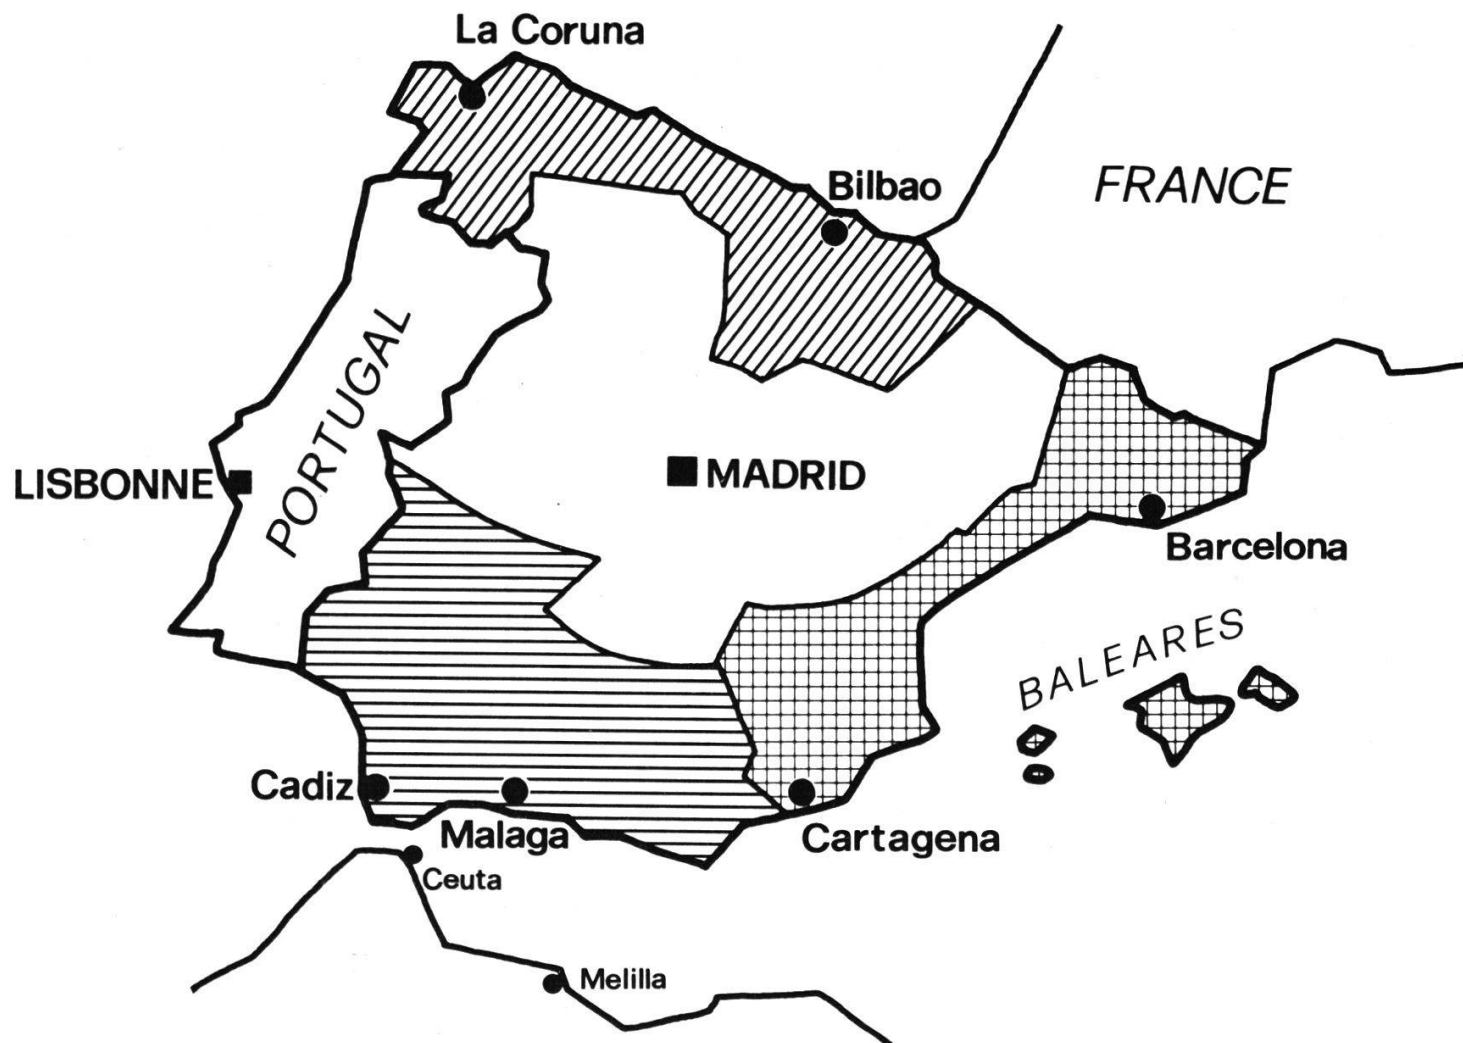 La Coruna
Bilbao
FRANCE
PORTUGAL
LISBONNE
MADRID
Barcelona
BALEARES
Cadiz
Malaga
Cartagena
Ceuta
Melilla